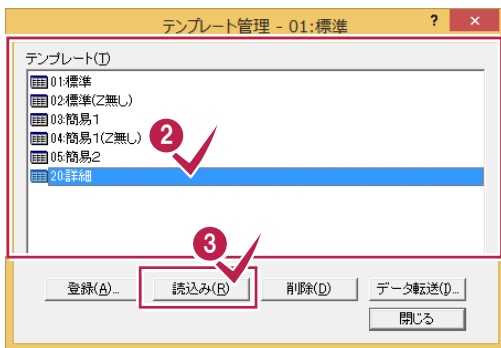 テンプレート管理 - 01:標準 ? ×
テンプレート(T)
01:標準
02:標準(Z無し)
03:簡易1
04:簡易1(Z無し)
05:簡易2
20:詳細
2
3
登録(A)... 読込み(R) 削除(D) データ転送(I)...
閉じる